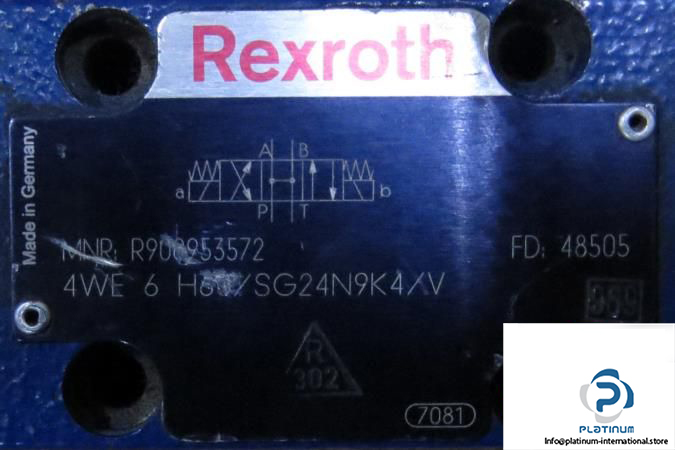 Rexroth
Made in Germany
A B
a b
P T
MNR: R900953572
FD: 48505
4WE 6 H6X/SG24N9K4/V
989
R
302
7081
PLATINUM
info@platinum-international.store